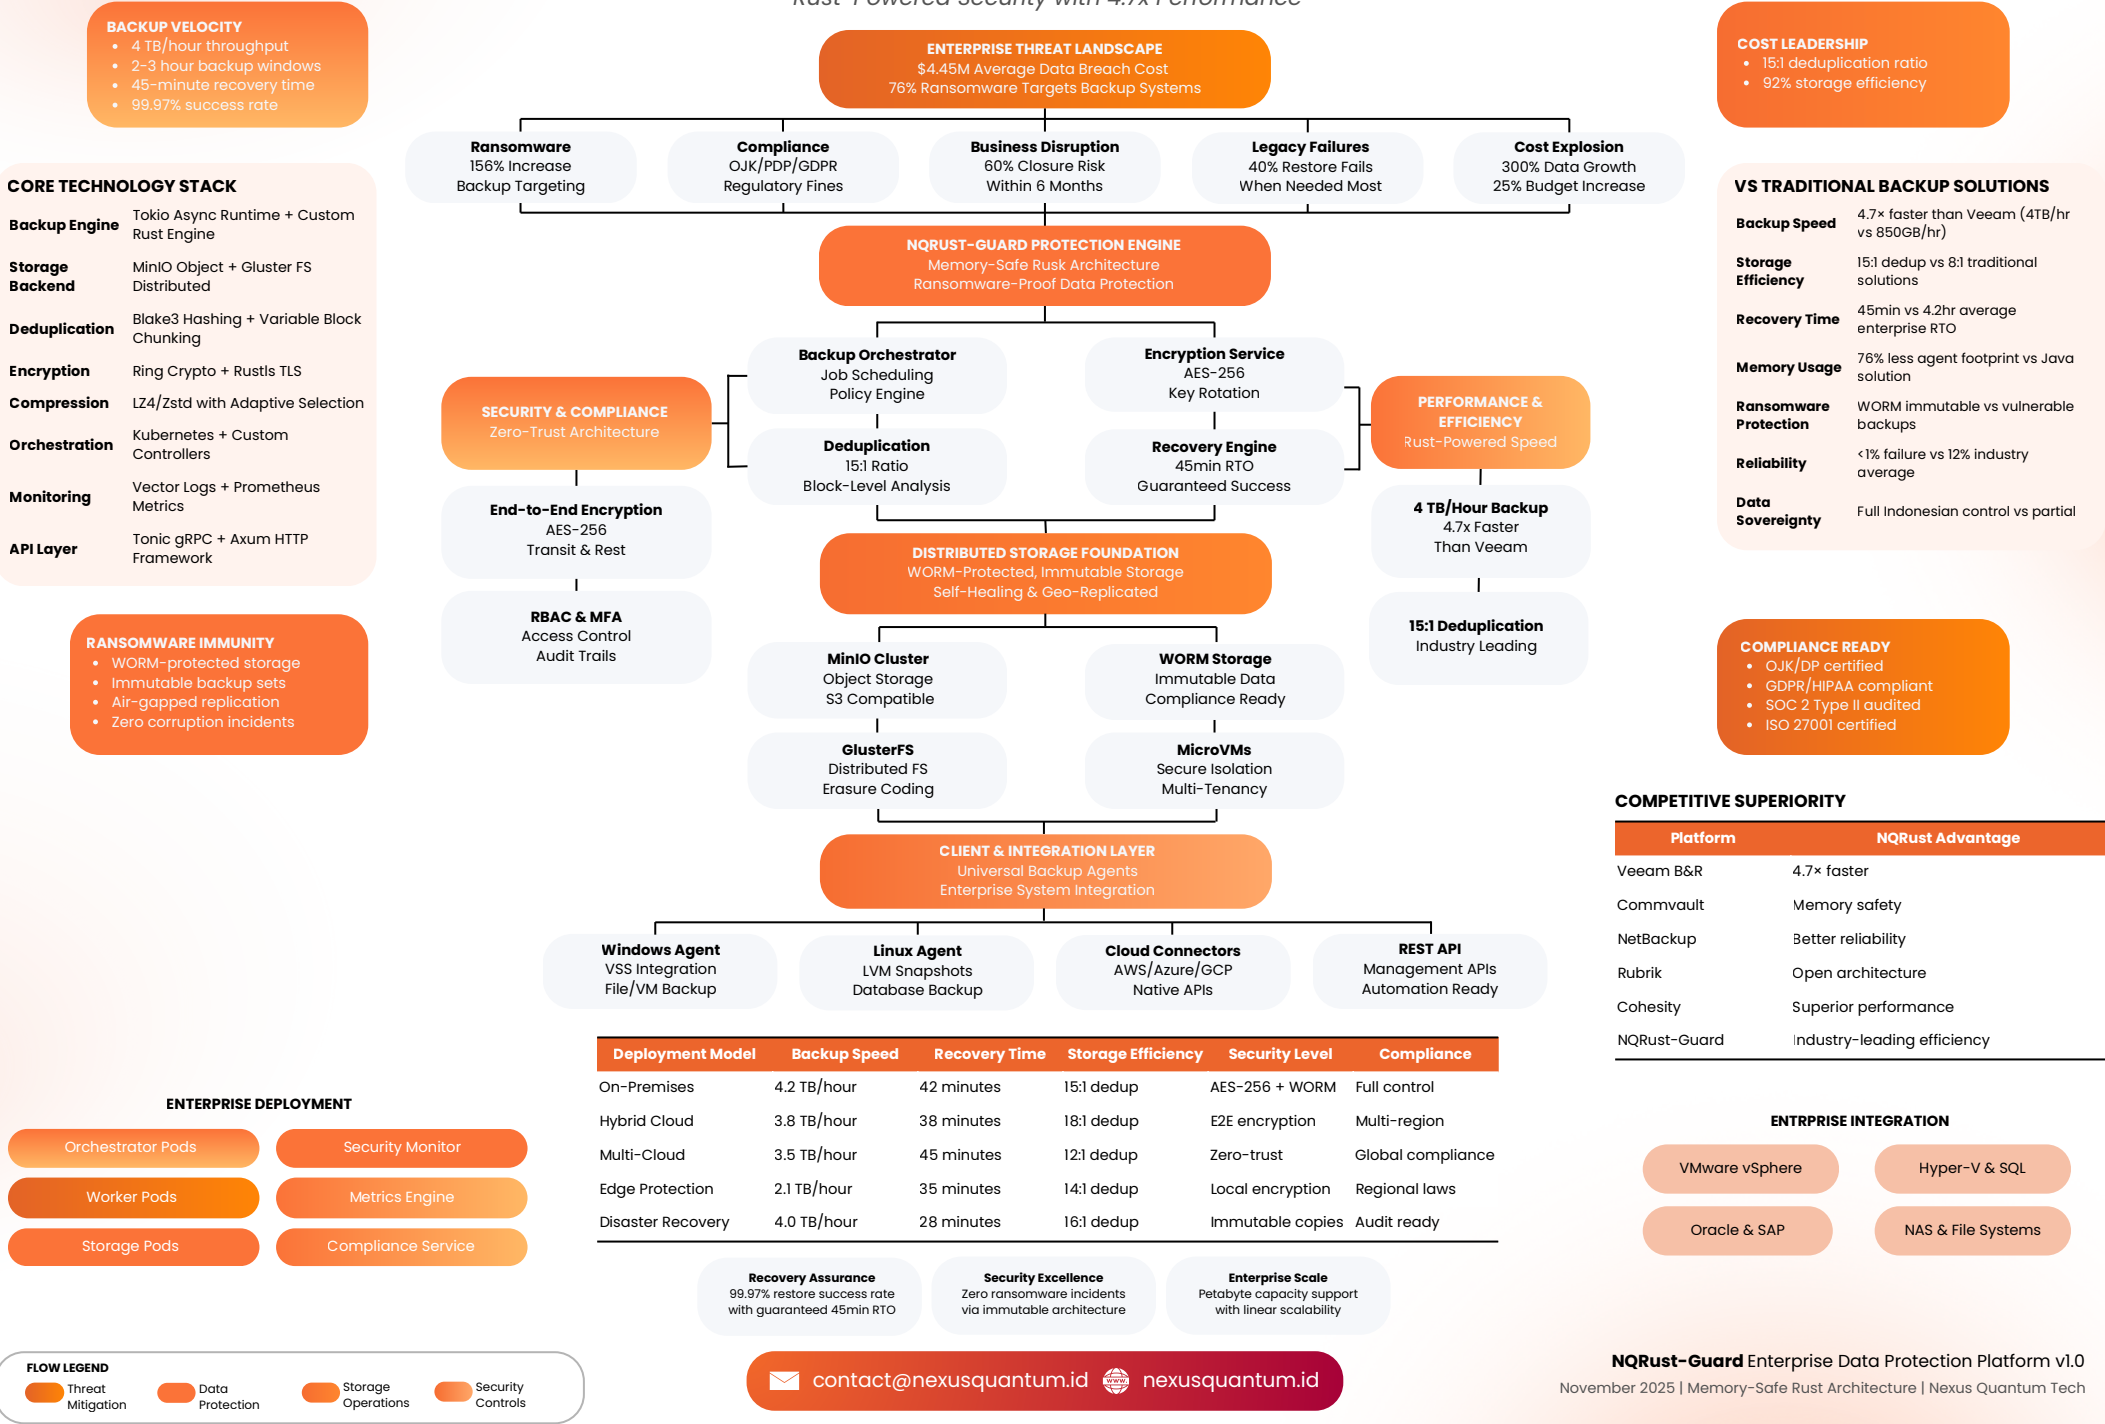 Rust-Powered Security with 4.7x Performance
BACKUP VELOCITY
• 4 TB/hour throughput
• 2-3 hour backup windows
• 45-minute recovery time
• 99.97% success rate
ENTERPRISE THREAT LANDSCAPE
$4.45M Average Data Breach Cost
76% Ransomware Targets Backup Systems
COST LEADERSHIP
• 15:1 deduplication ratio
• 92% storage efficiency
Ransomware
156% Increase
Backup Targeting
Compliance
OJK/PDP/GDPR
Regulatory Fines
Business Disruption
60% Closure Risk
Within 6 Months
Legacy Failures
40% Restore Fails
When Needed Most
Cost Explosion
300% Data Growth
25% Budget Increase
CORE TECHNOLOGY STACK
Backup Engine
Tokio Async Runtime + Custom
Rust Engine
Storage
Backend
MinIO Object + Gluster FS
Distributed
Deduplication
Blake3 Hashing + Variable Block
Chunking
Encryption
Ring Crypto + Rustls TLS
Compression
LZ4/Zstd with Adaptive Selection
Orchestration
Kubernetes + Custom
Controllers
Monitoring
Vector Logs + Prometheus
Metrics
API Layer
Tonic gRPC + Axum HTTP
Framework
NQRUST-GUARD PROTECTION ENGINE
Memory-Safe Rusk Architecture
Ransomware-Proof Data Protection
VS TRADITIONAL BACKUP SOLUTIONS
Backup Speed
4.7× faster than Veeam (4TB/hr
vs 850GB/hr)
Storage
Efficiency
15:1 dedup vs 8:1 traditional
solutions
Recovery Time
45min vs 4.2hr average
enterprise RTO
Memory Usage
76% less agent footprint vs Java
solution
Ransomware
Protection
WORM immutable vs vulnerable
backups
Reliability
<1% failure vs 12% industry
average
Data
Sovereignty
Full Indonesian control vs partial
Backup Orchestrator
Job Scheduling
Policy Engine
Encryption Service
AES-256
Key Rotation
SECURITY & COMPLIANCE
Zero-Trust Architecture
PERFORMANCE &
EFFICIENCY
Rust-Powered Speed
Deduplication
15:1 Ratio
Block-Level Analysis
Recovery Engine
45min RTO
Guaranteed Success
End-to-End Encryption
AES-256
Transit & Rest
4 TB/Hour Backup
4.7x Faster
Than Veeam
DISTRIBUTED STORAGE FOUNDATION
WORM-Protected, Immutable Storage
Self-Healing & Geo-Replicated
RBAC & MFA
Access Control
Audit Trails
15:1 Deduplication
Industry Leading
RANSOMWARE IMMUNITY
• WORM-protected storage
• Immutable backup sets
• Air-gapped replication
• Zero corruption incidents
MinIO Cluster
Object Storage
S3 Compatible
WORM Storage
Immutable Data
Compliance Ready
COMPLIANCE READY
• OJK/DP certified
• GDPR/HIPAA compliant
• SOC 2 Type II audited
• ISO 27001 certified
GlusterFS
Distributed FS
Erasure Coding
MicroVMs
Secure Isolation
Multi-Tenancy
CLIENT & INTEGRATION LAYER
Universal Backup Agents
Enterprise System Integration
COMPETITIVE SUPERIORITY
Platform NQRust Advantage
Veeam B&R 4.7× faster
Commvault Memory safety
NetBackup Better reliability
Rubrik Open architecture
Cohesity Superior performance
NQRust-Guard Industry-leading efficiency
Windows Agent
VSS Integration
File/VM Backup
Linux Agent
LVM Snapshots
Database Backup
Cloud Connectors
AWS/Azure/GCP
Native APIs
REST API
Management APIs
Automation Ready
Deployment Model Backup Speed Recovery Time Storage Efficiency Security Level Compliance
On-Premises 4.2 TB/hour 42 minutes 15:1 dedup AES-256 + WORM Full control
Hybrid Cloud 3.8 TB/hour 38 minutes 18:1 dedup E2E encryption Multi-region
Multi-Cloud 3.5 TB/hour 45 minutes 12:1 dedup Zero-trust Global compliance
Edge Protection 2.1 TB/hour 35 minutes 14:1 dedup Local encryption Regional laws
Disaster Recovery 4.0 TB/hour 28 minutes 16:1 dedup Immutable copies Audit ready
ENTERPRISE DEPLOYMENT
Orchestrator Pods
Security Monitor
Worker Pods
Metrics Engine
Storage Pods
Compliance Service
ENTRPRISE INTEGRATION
VMware vSphere
Hyper-V & SQL
Oracle & SAP
NAS & File Systems
Recovery Assurance
99.97% restore success rate
with guaranteed 45min RTO
Security Excellence
Zero ransomware incidents
via immutable architecture
Enterprise Scale
Petabyte capacity support
with linear scalability
FLOW LEGEND
Threat
Mitigation
Data
Protection
Storage
Operations
Security
Controls
contact@nexusquantum.id
www.
nexusquantum.id
NQRust-Guard Enterprise Data Protection Platform v1.0
November 2025 | Memory-Safe Rust Architecture | Nexus Quantum Tech